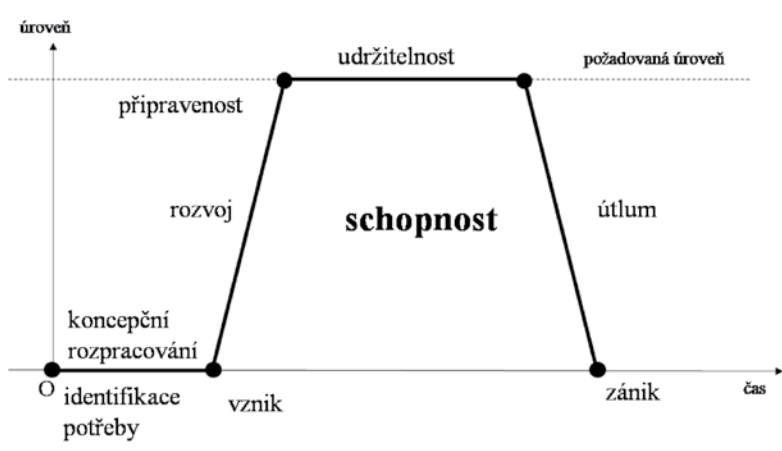 úroveň
udržitelnost
požadovaná úroveň
připravenost
rozvoj
schopnost
útlum
koncepční
rozpracování
O
identifikace
potřeby
vznik
zánik
čas